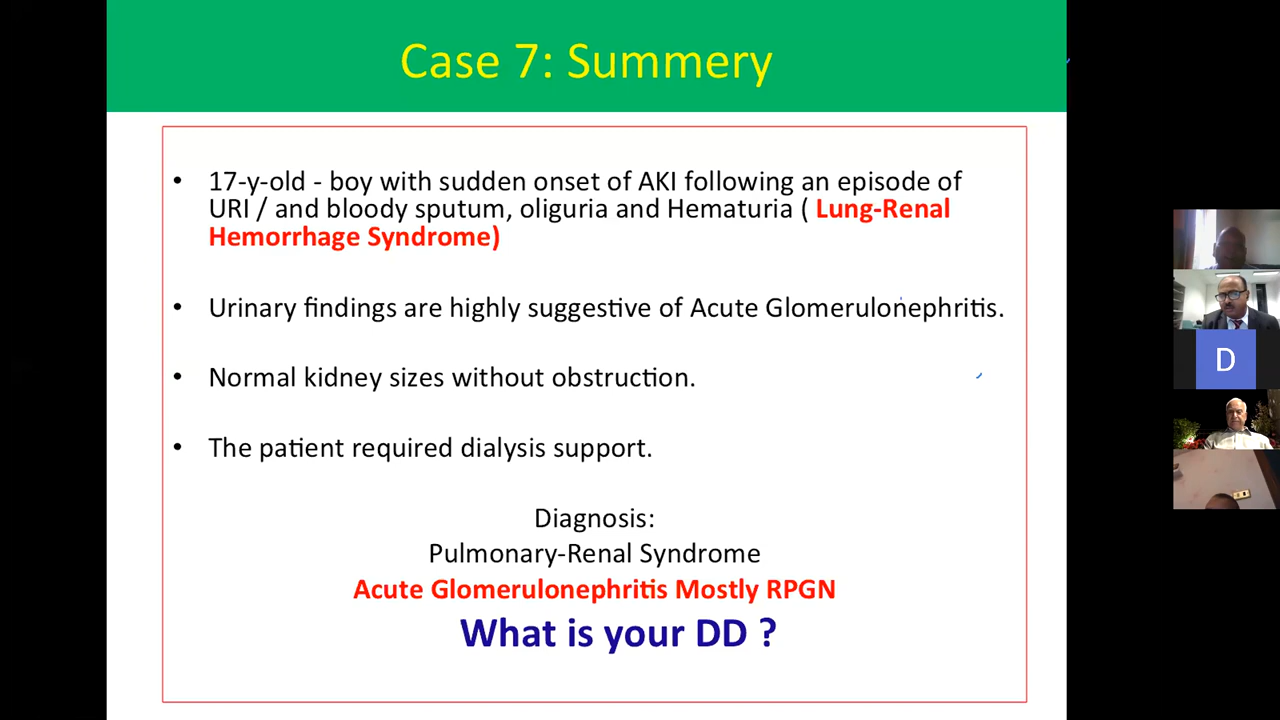 Case 7: Summery
• 17-y-old - boy with sudden onset of AKI following an episode of
URI / and bloody sputum, oliguria and Hematuria ( Lung-Renal
Hemorrhage Syndrome)
• Urinary findings are highly suggestive of Acute Glomerulonephritis.
• Normal kidney sizes without obstruction.
• The patient required dialysis support.
Diagnosis:
Pulmonary-Renal Syndrome
Acute Glomerulonephritis Mostly RPGN
What is your DD ?
D